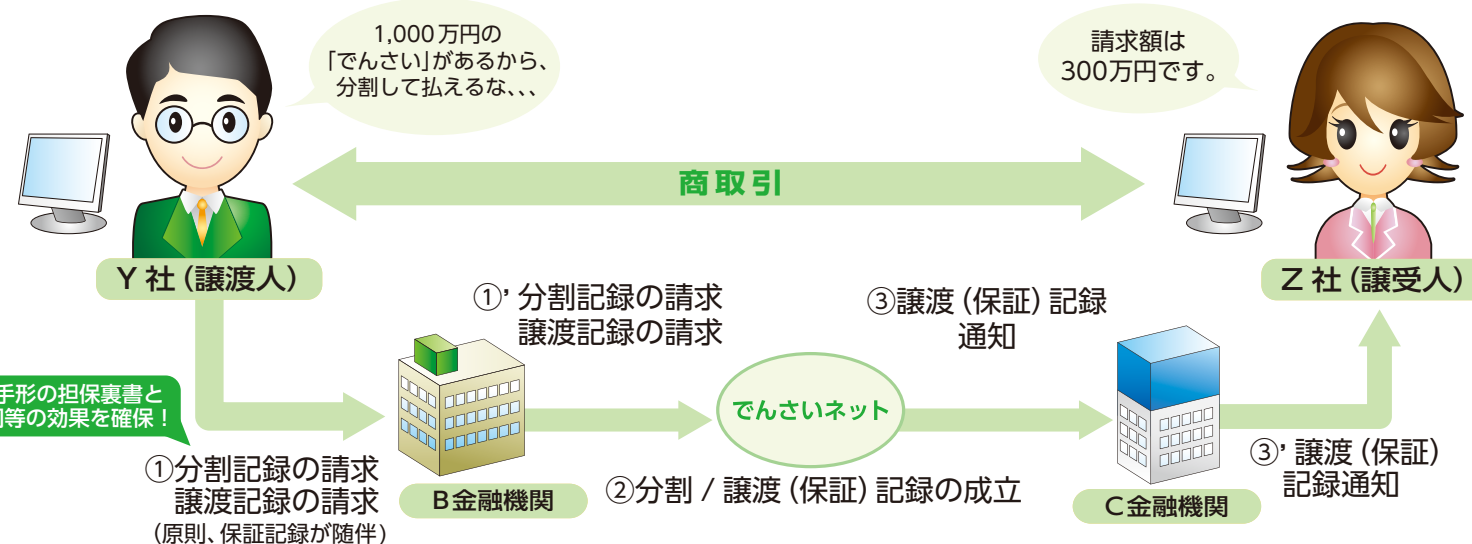 1,000万円の
「でんさい」があるから、
分割して払えるな、、、
請求額は
300万円です。
商取引
Y 社（譲渡人）
Z 社（譲受人）
①’分割記録の請求
譲渡記録の請求
③譲渡（保証）記録
通知
手形の担保裏書と
等の効果を確保！
でんさいネット
①分割記録の請求
譲渡記録の請求
（原則、保証記録が随伴）
B金融機関
②分割 / 譲渡（保証）記録の成立
C金融機関
③’譲渡（保証）
記録通知